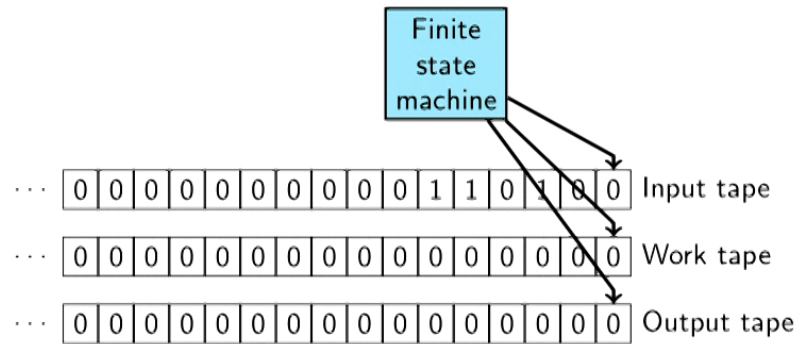 Finite
state
machine
... 0 0 0 0 0 0 0 0 0 0 1 1 0 1 0 0 Input tape
... 0 0 0 0 0 0 0 0 0 0 0 0 0 0 0 0 Work tape
... 0 0 0 0 0 0 0 0 0 0 0 0 0 0 0 0 Output tape